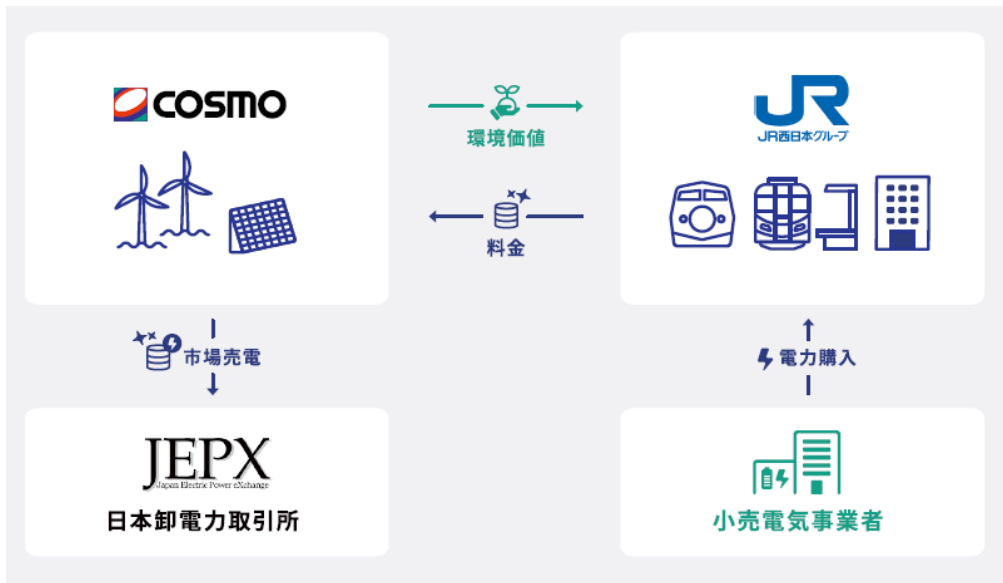 COSMO
環境価値
JR
JR西日本グループ
料金
市場売電
電力購入
JEPX
Japan Electric Power eXchange
日本卸電力取引所
小売電気事業者